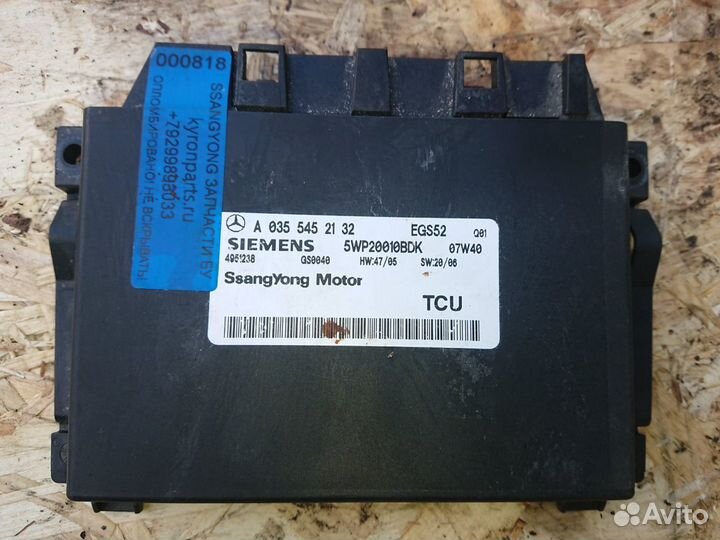 000818
SSANGYONG ЗАПЧАСТИ БУ
kyronparts.ru
+79299898033
ОПЛОМБИРОВАНО! НЕ ВСКРЫВАТЬ!
A 035 545 21 32 EGS52 Q01
SIEMENS 5WP20010BDK 07W40
4951238 GS0040 HW:47/05 SW:20/06
SsangYong Motor
TCU
Avito